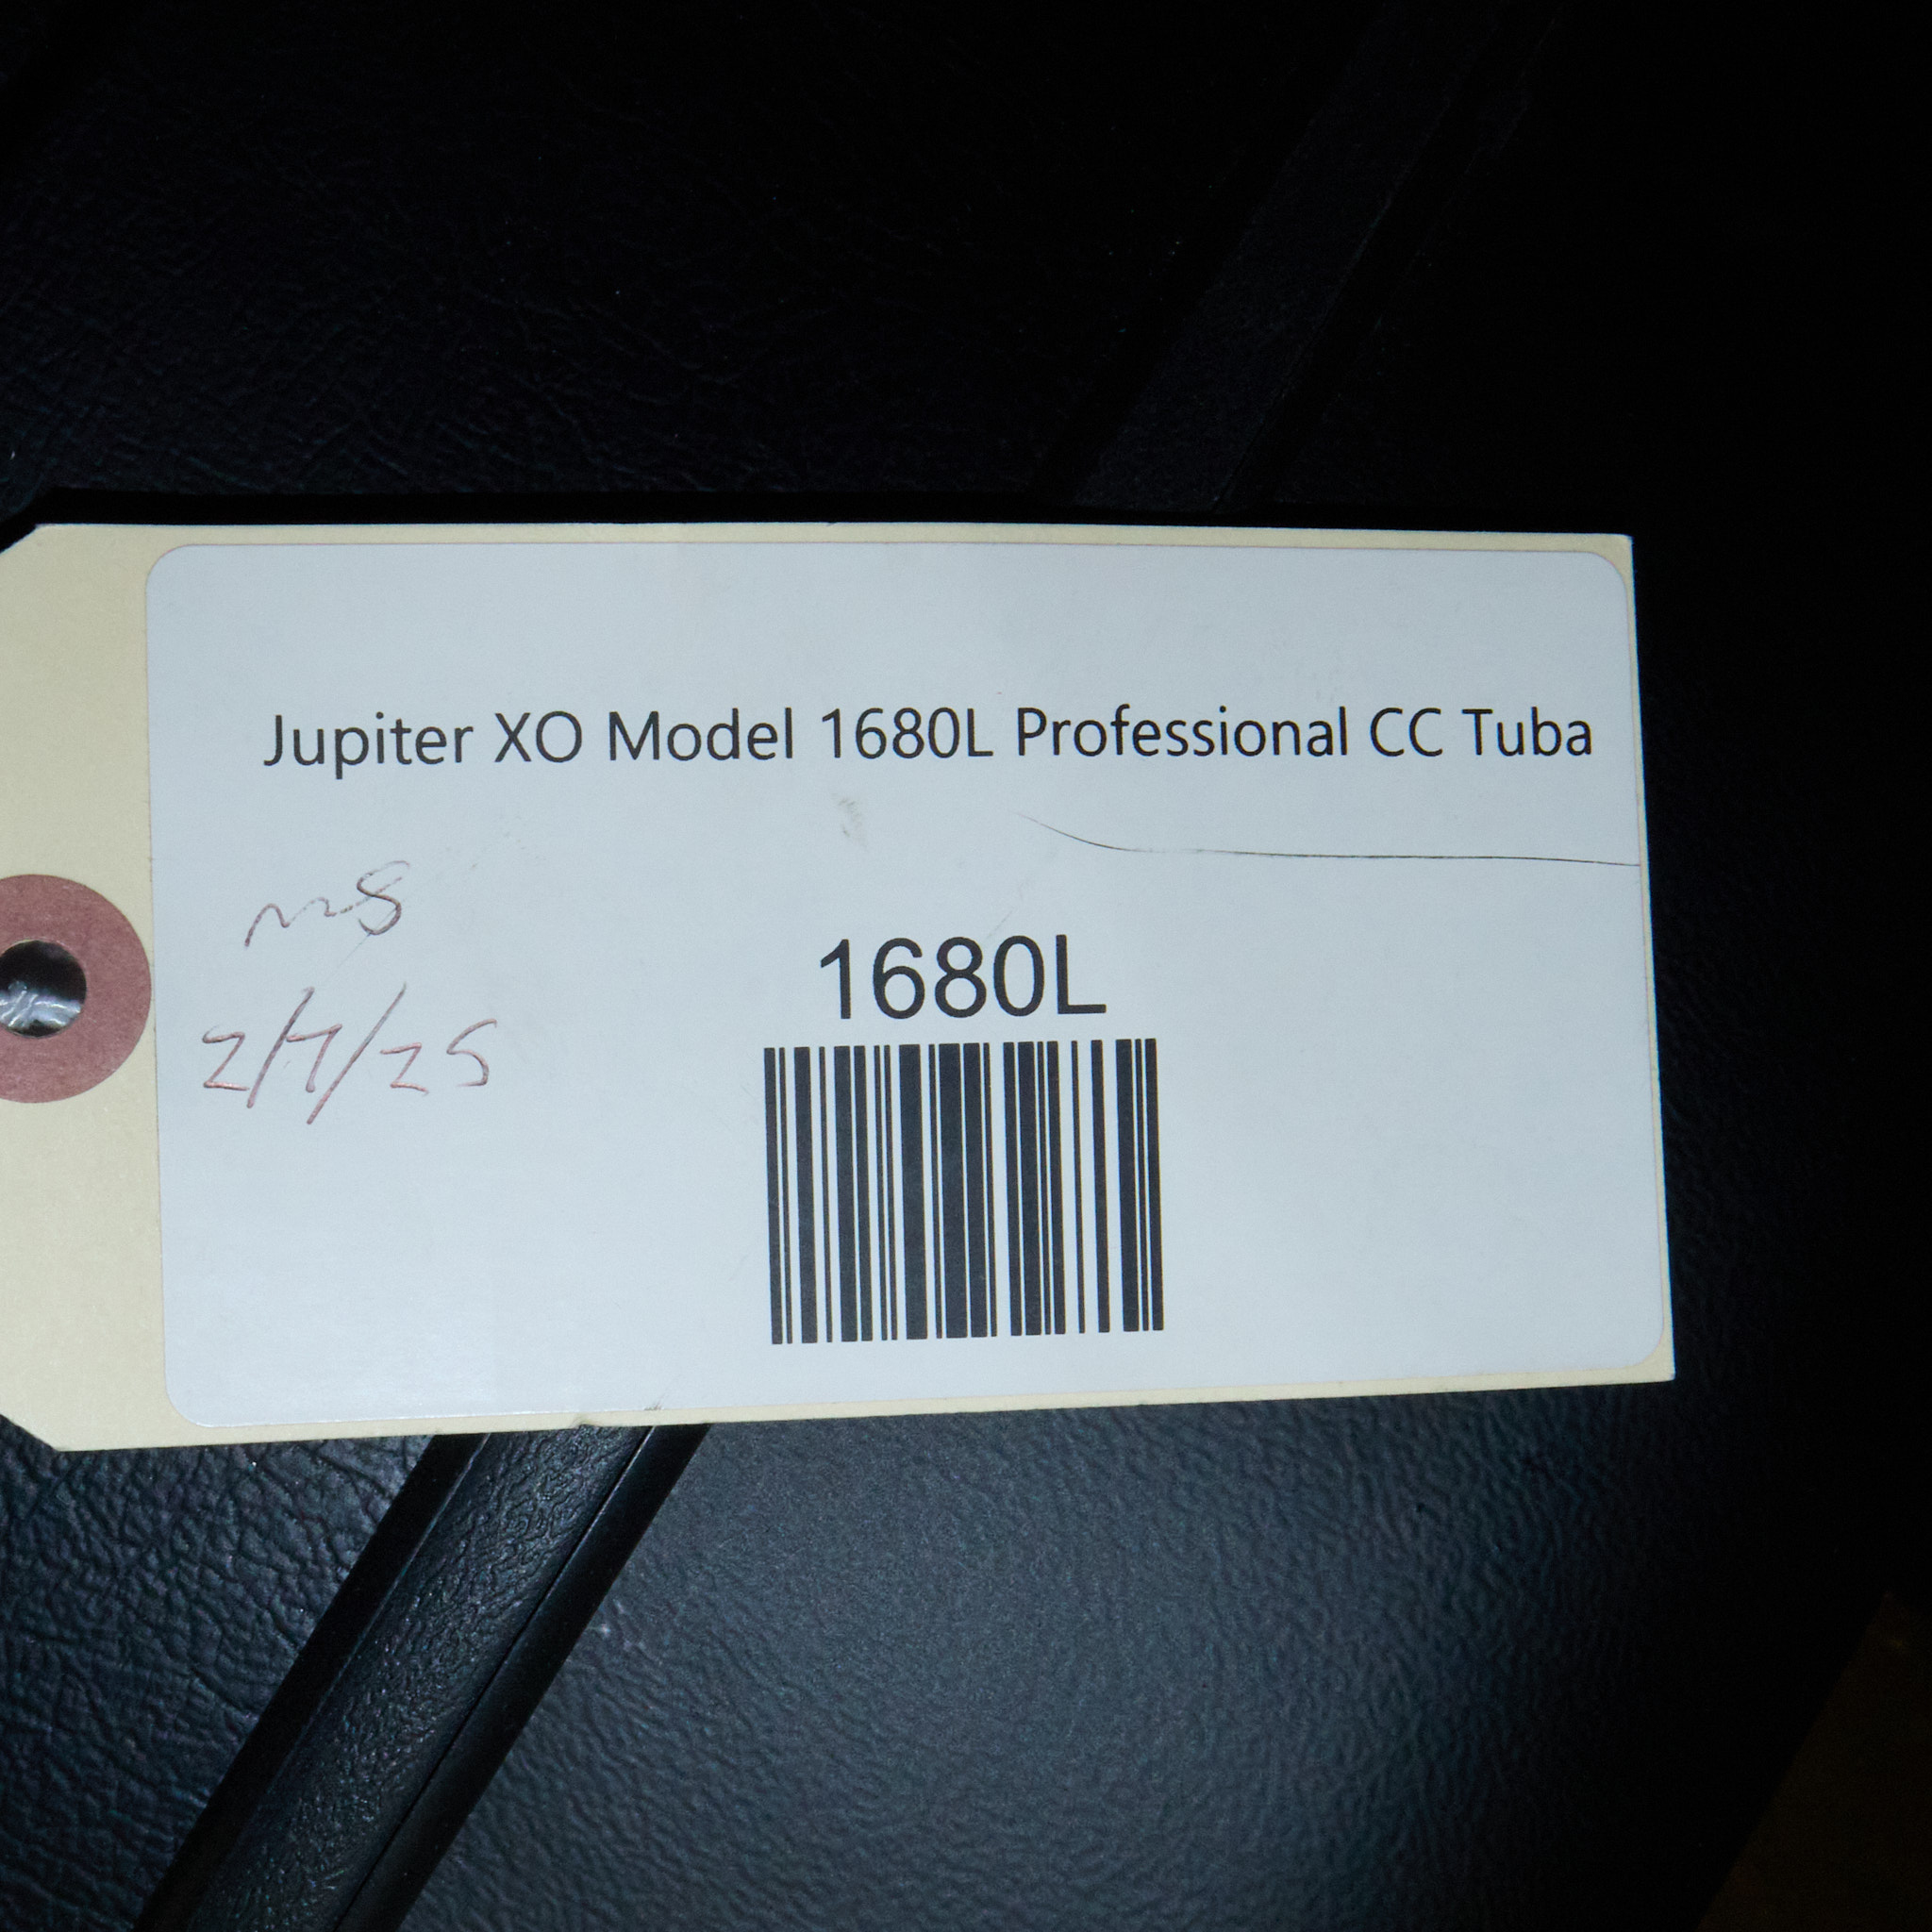 Jupiter XO Model 1680L Professional CC Tuba
ms
2/7/25
1680L